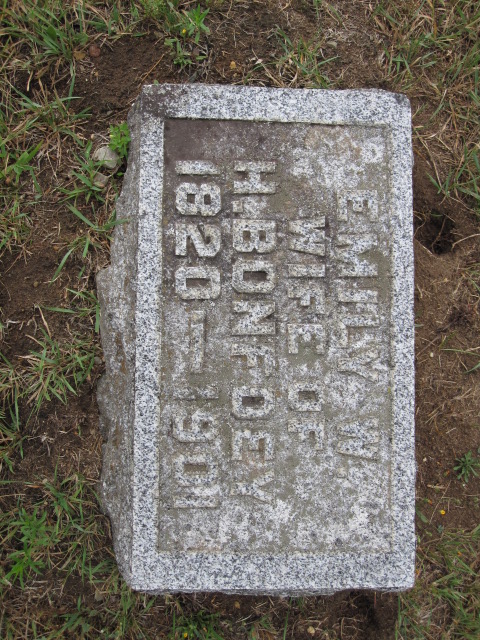 EMILY W.
WIFE OF
H. BONFOEY
1820–1901